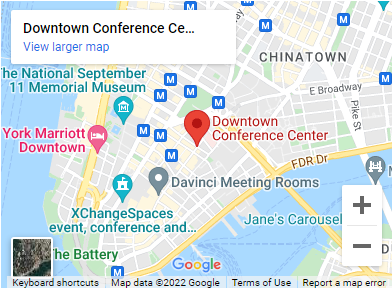 Downtown Conference Ce...
View larger map
CHINATOWN
The National September
11 Memorial Museum
E Broadway
Pike St
Downtown
Conference Center
York Marriott
Downtown
FDR Dr
Davinci Meeting Rooms
XChangeSpaces
event, conference and...
Jane's Carousel
The Battery
+
−
Google
Keyboard shortcuts
Map data ©2022 Google
Terms of Use
Report a map error
M
M
M
M
M
M
M
M
M
M